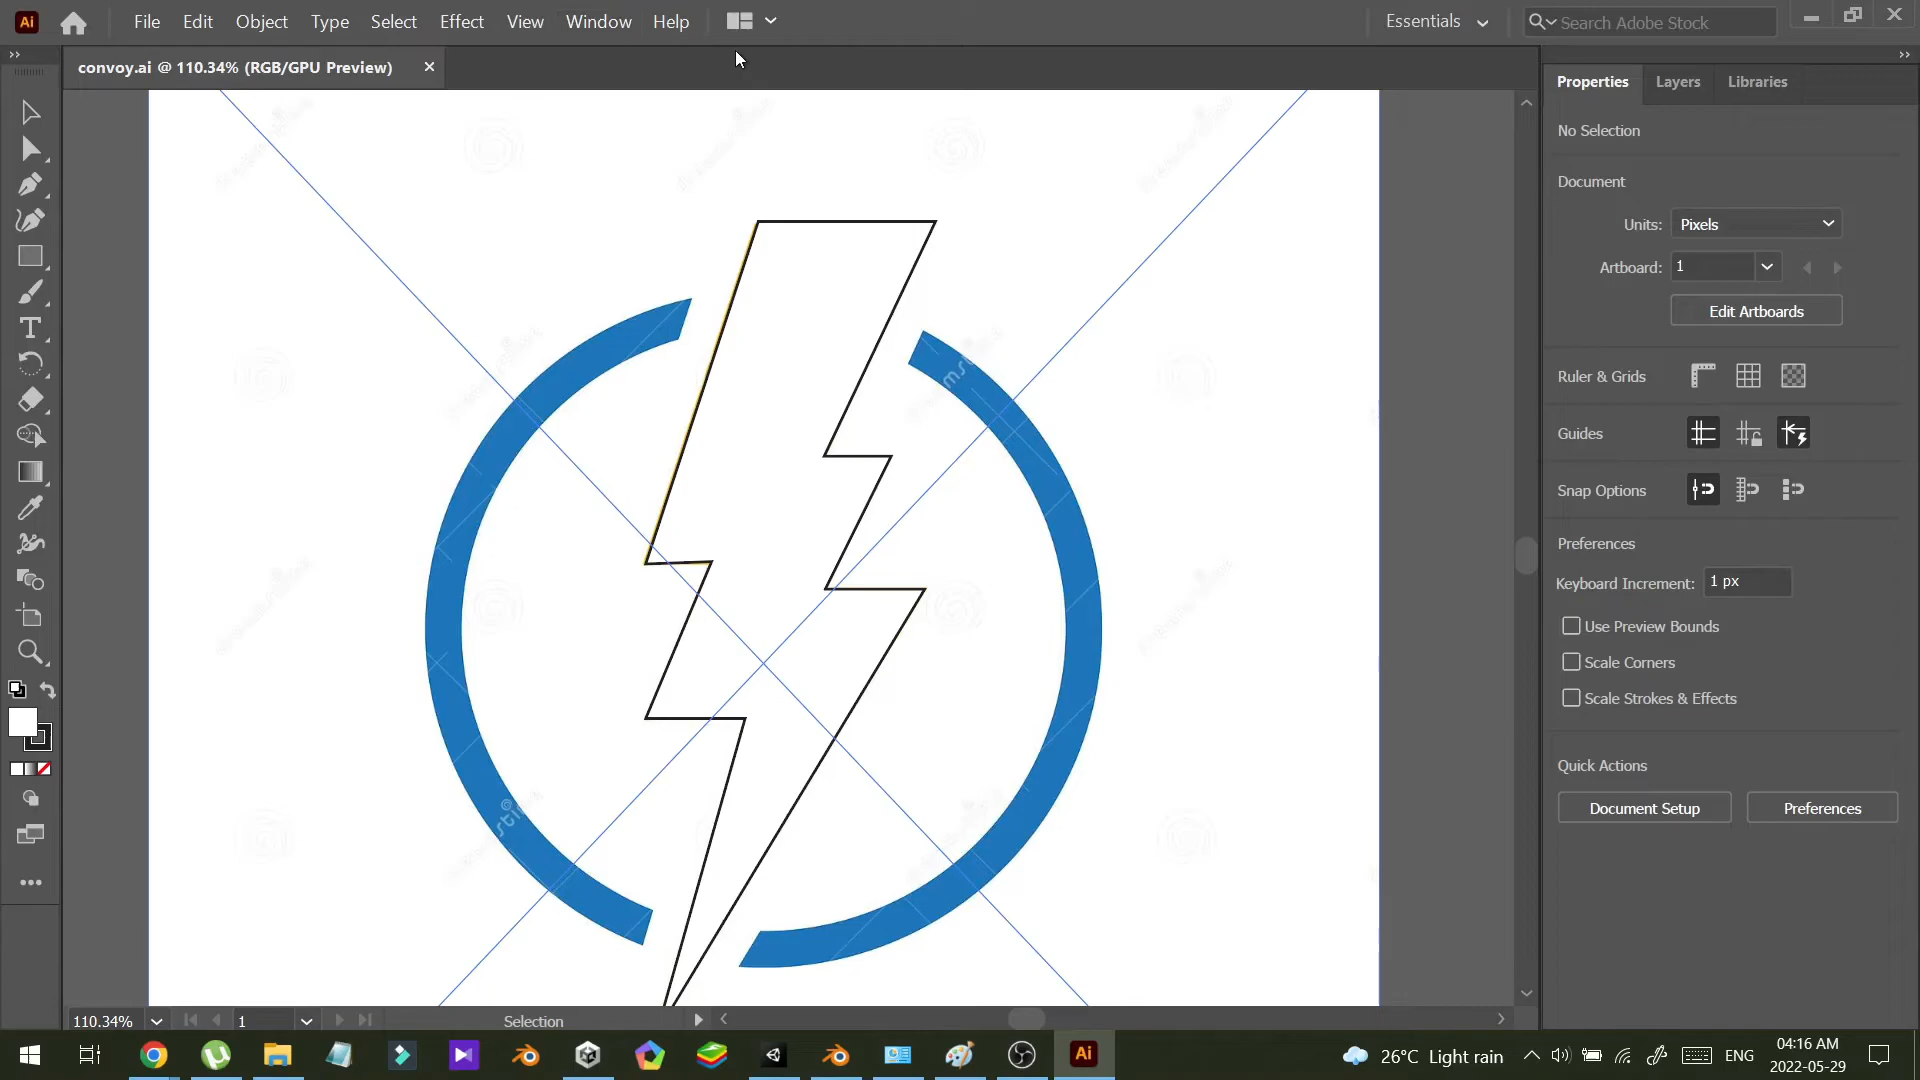 Ai File Edit Object Type Select Effect View Window Help Essentials Search Adobe Stock
convoy.ai @ 110.34% (RGB/GPU Preview)
Properties Layers Libraries
No Selection
Document
Units: Pixels
Artboard: 1
Edit Artboards
Ruler & Grids
Guides
Snap Options
Preferences
Keyboard Increment: 1 px
Use Preview Bounds
Scale Corners
Scale Strokes & Effects
Quick Actions
Document Setup Preferences
110.34% 1 Selection
Ai 26°C Light rain ENG 04:16 AM
2022-05-29